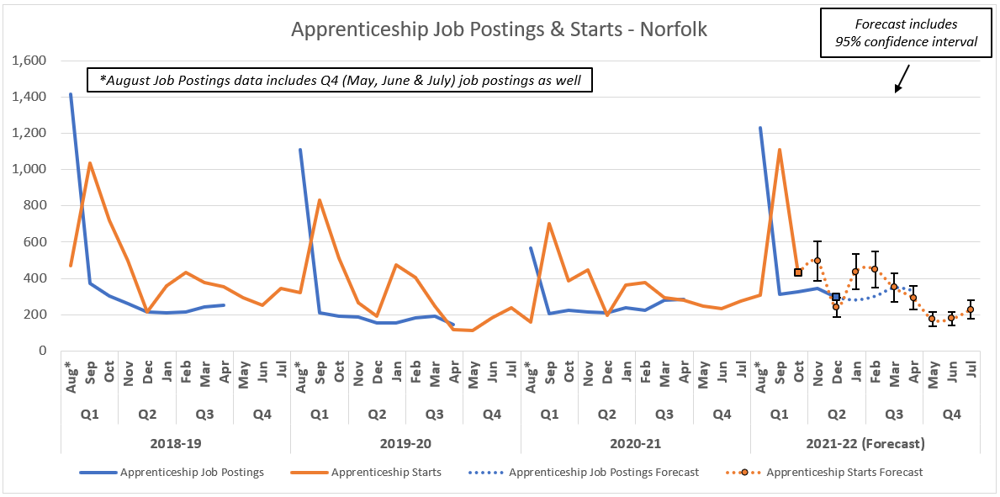 Apprenticeship Job Postings & Starts - Norfolk
Forecast includes
95% confidence interval
*August Job Postings data includes Q4 (May, June & July) job postings as well
1,600
1,400
1,200
1,000
800
600
400
200
0
Aug* Sep Oct Nov Dec Jan Feb Mar Apr May Jun Jul Aug* Sep Oct Nov Dec Jan Feb Mar Apr May Jun Jul Aug* Sep Oct Nov Dec Jan Feb Mar Apr May Jun Jul Aug* Sep Oct Nov Dec Jan Feb Mar Apr May Jun Jul
Q1 Q2 Q3 Q4 Q1 Q2 Q3 Q4 Q1 Q2 Q3 Q4 Q1 Q2 Q3 Q4
2018-19 2019-20 2020-21 2021-22 (Forecast)
Apprenticeship Job Postings Apprenticeship Starts Apprenticeship Job Postings Forecast Apprenticeship Starts Forecast